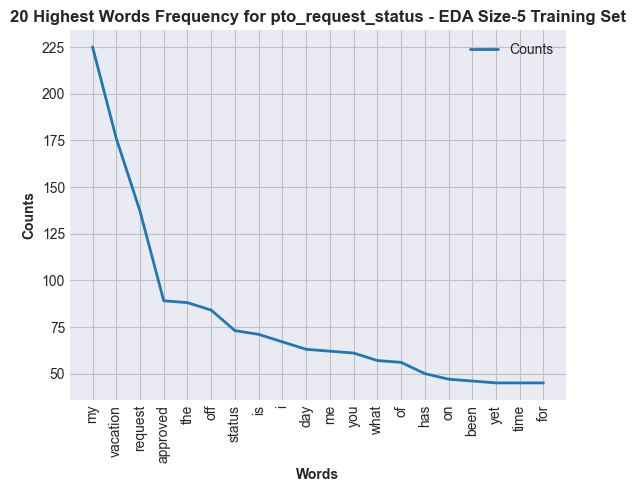 20 Highest Words Frequency for pto_request_status - EDA Size-5 Training Set
Counts
225
200
175
150
125
100
75
50
Counts
my
vacation
request
approved
the
off
status
is
i
day
me
you
what
of
has
on
been
yet
time
for
Words